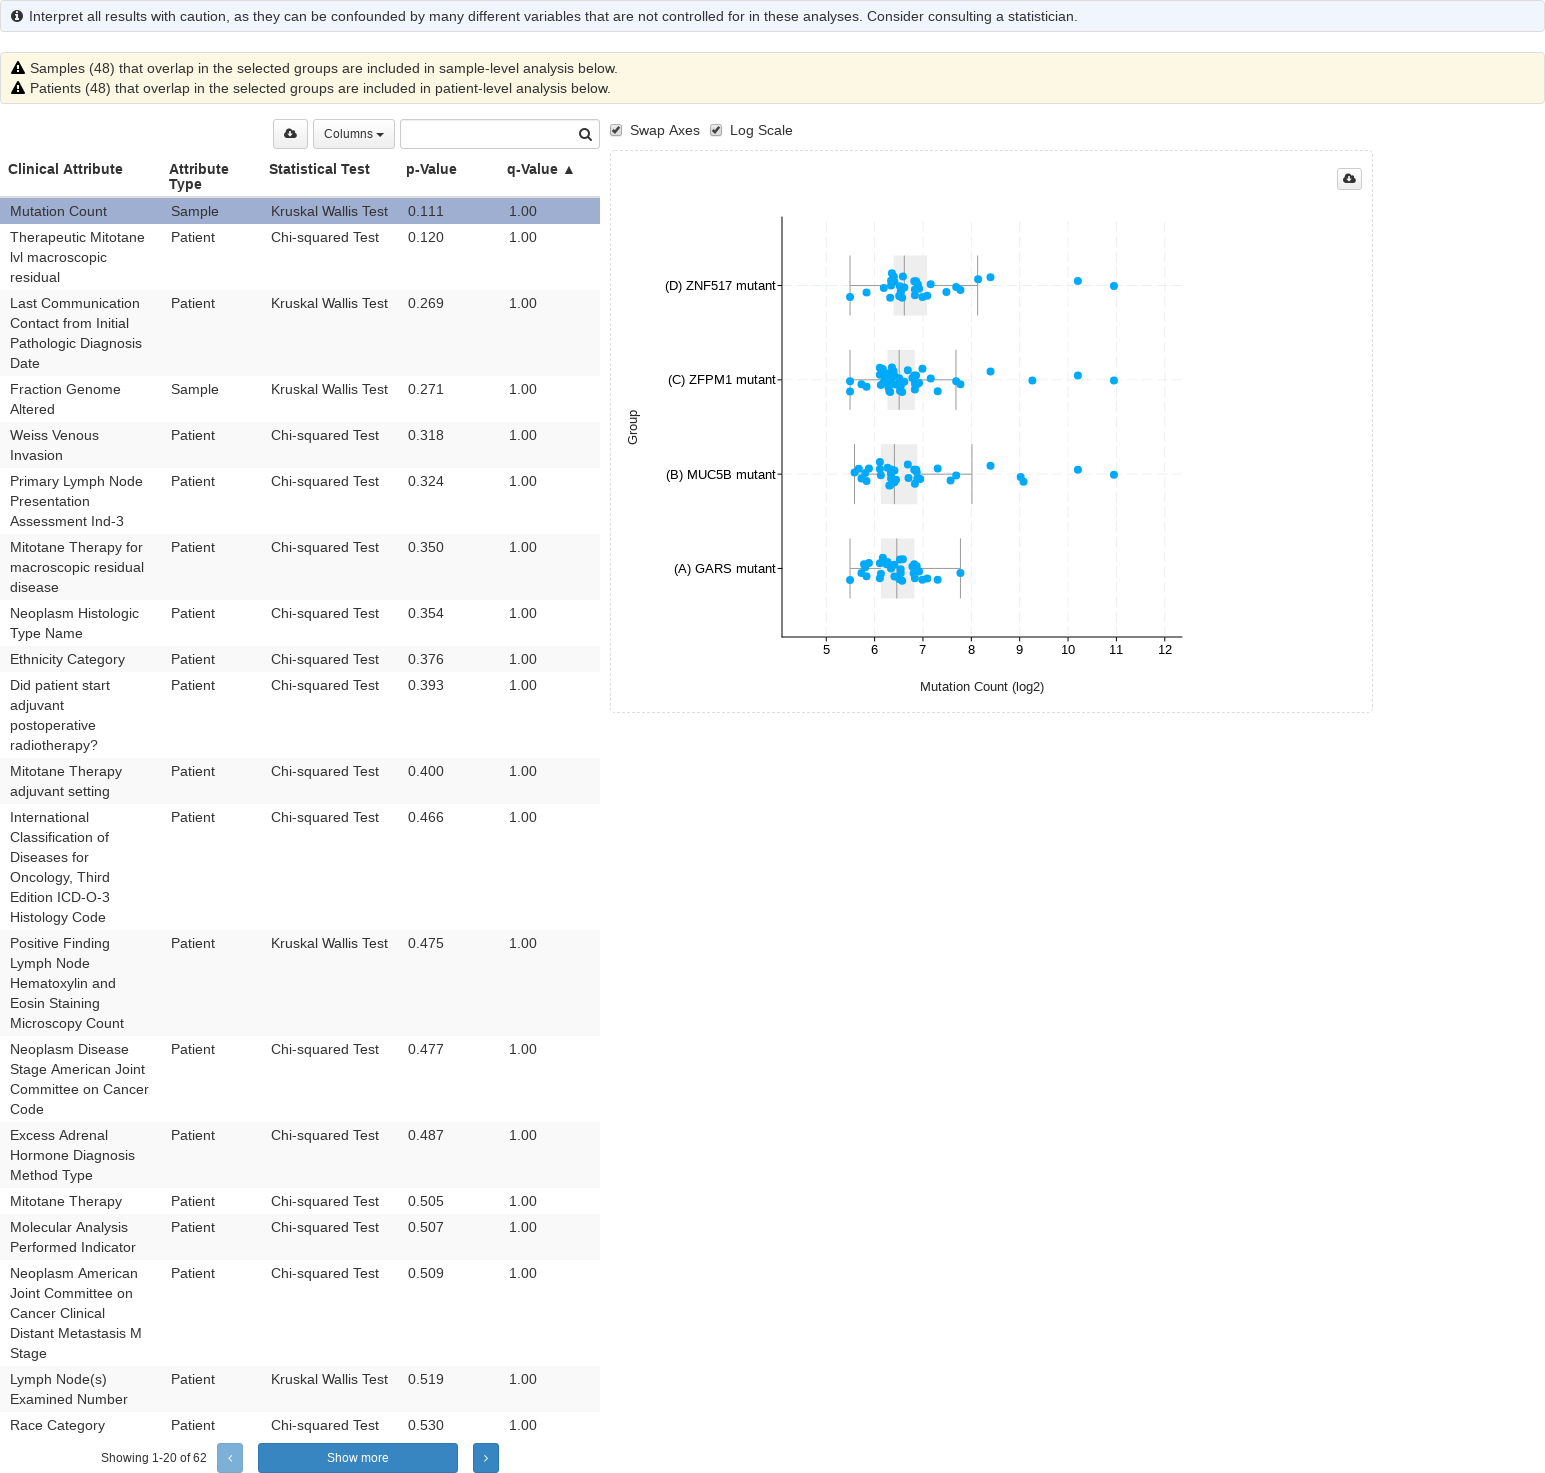 Interpret all results with caution, as they can be confounded by many different variables that are not controlled for in these analyses. Consider consulting a statistician.
Samples (48) that overlap in the selected groups are included in sample-level analysis below.
Patients (48) that overlap in the selected groups are included in patient-level analysis below.
Columns
Clinical Attribute Attribute Type Statistical Test p-Value q-Value ▲
Mutation Count Sample Kruskal Wallis Test 0.111 1.00
Therapeutic Mitotane Patient Chi-squared Test 0.120 1.00
lvl macroscopic
residual
Last Communication Patient Kruskal Wallis Test 0.269 1.00
Contact from Initial
Pathologic Diagnosis
Date
Fraction Genome Sample Kruskal Wallis Test 0.271 1.00
Altered
Weiss Venous Patient Chi-squared Test 0.318 1.00
Invasion
Primary Lymph Node Patient Chi-squared Test 0.324 1.00
Presentation
Assessment Ind-3
Mitotane Therapy for Patient Chi-squared Test 0.350 1.00
macroscopic residual
disease
Neoplasm Histologic Patient Chi-squared Test 0.354 1.00
Type Name
Ethnicity Category Patient Chi-squared Test 0.376 1.00
Did patient start Patient Chi-squared Test 0.393 1.00
adjuvant
postoperative
radiotherapy?
Mitotane Therapy Patient Chi-squared Test 0.400 1.00
adjuvant setting
International Patient Chi-squared Test 0.466 1.00
Classification of
Diseases for
Oncology, Third
Edition ICD-O-3
Histology Code
Positive Finding Patient Kruskal Wallis Test 0.475 1.00
Lymph Node
Hematoxylin and
Eosin Staining
Microscopy Count
Neoplasm Disease Patient Chi-squared Test 0.477 1.00
Stage American Joint
Committee on Cancer
Code
Excess Adrenal Patient Chi-squared Test 0.487 1.00
Hormone Diagnosis
Method Type
Mitotane Therapy Patient Chi-squared Test 0.505 1.00
Molecular Analysis Patient Chi-squared Test 0.507 1.00
Performed Indicator
Neoplasm American Patient Chi-squared Test 0.509 1.00
Joint Committee on
Cancer Clinical
Distant Metastasis M
Stage
Lymph Node(s) Patient Kruskal Wallis Test 0.519 1.00
Examined Number
Race Category Patient Chi-squared Test 0.530 1.00
Showing 1-20 of 62 ‹ Show more ›
Swap Axes Log Scale
(D) ZNF517 mutant
(C) ZFPM1 mutant
(B) MUC5B mutant
(A) GARS mutant
Group
5 6 7 8 9 10 11 12
Mutation Count (log2)